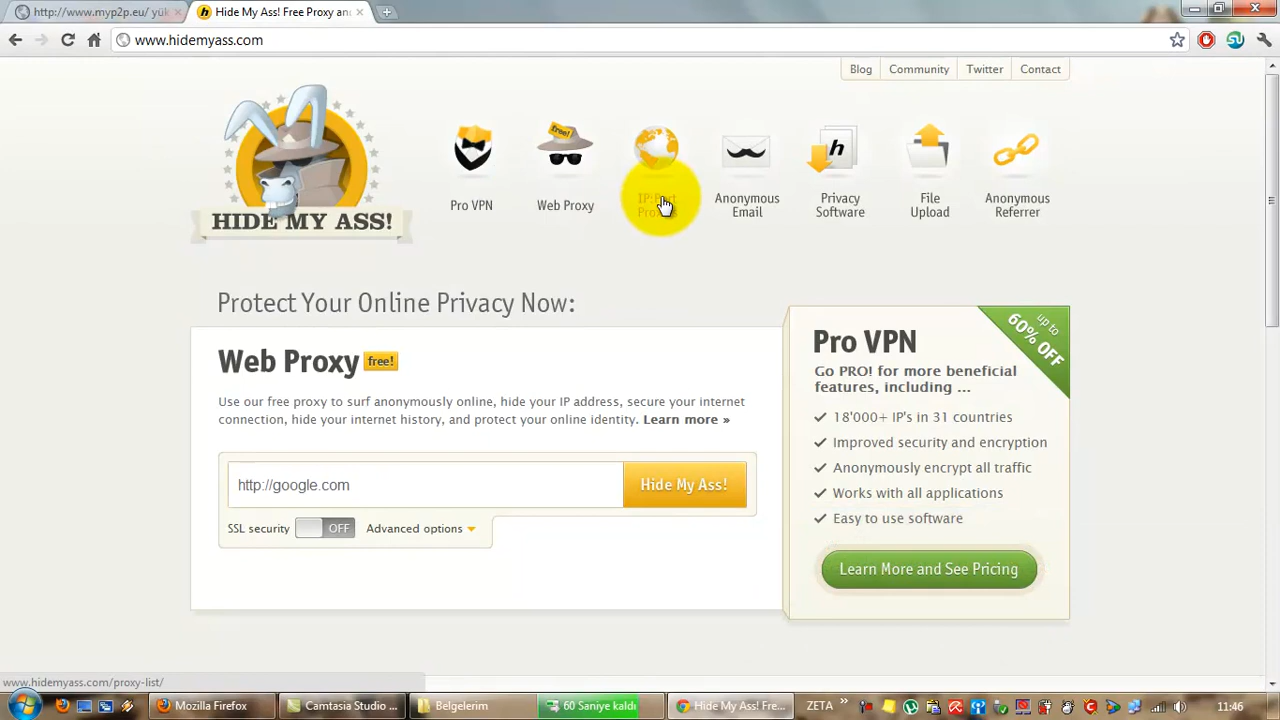 http://www.myp2p.eu/ yük
Hide My Ass! Free Proxy an
www.hidemyass.com
Blog
Community
Twitter
Contact
free!
h
HIDE MY ASS!
Pro VPN
Web Proxy
IP:Port
Anonymous
Email
Privacy
Software
File
Upload
Anonymous
Referrer
Protect Your Online Privacy Now:
Web Proxy free!
Use our free proxy to surf anonymously online, hide your IP address, secure your internet
connection, hide your internet history, and protect your online identity. Learn more »
http://google.com
Hide My Ass!
SSL security OFF Advanced options
up to
60% OFF
Pro VPN
Go PRO! for more beneficial
features, including ...
18'000+ IP's in 31 countries
Improved security and encryption
Anonymously encrypt all traffic
Works with all applications
Easy to use software
Learn More and See Pricing
www.hidemyass.com/proxy-list/
Mozilla Firefox
Camtasia Studio ...
Belgelerim
60 Saniye kaldı
Hide My Ass! Fre...
ZETA
11:46